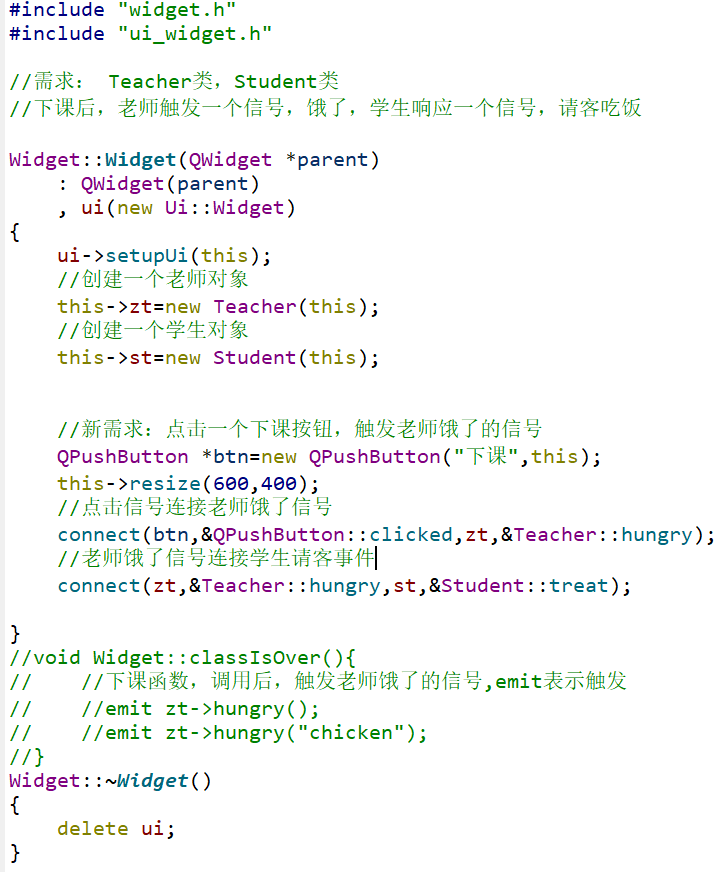 #include "widget.h"
#include "ui_widget.h"
//需求： Teacher类，Student类
//下课后，老师触发一个信号，饿了，学生响应一个信号，请客吃饭
Widget::Widget(QWidget *parent)
    : QWidget(parent)
    , ui(new Ui::Widget)
{
    ui->setupUi(this);
    //创建一个老师对象
    this->zt=new Teacher(this);
    //创建一个学生对象
    this->st=new Student(this);
    //新需求：点击一个下课按钮，触发老师饿了的信号
    QPushButton *btn=new QPushButton("下课",this);
    this->resize(600,400);
    //点击信号连接老师饿了信号
    connect(btn,&QPushButton::clicked,zt,&Teacher::hungry);
    //老师饿了信号连接学生请客事件
    connect(zt,&Teacher::hungry,st,&Student::treat);
}
//void Widget::classIsOver(){
//    //下课函数，调用后，触发老师饿了的信号,emit表示触发
//    //emit zt->hungry();
//    //emit zt->hungry("chicken");
//}
Widget::~Widget()
{
    delete ui;
}